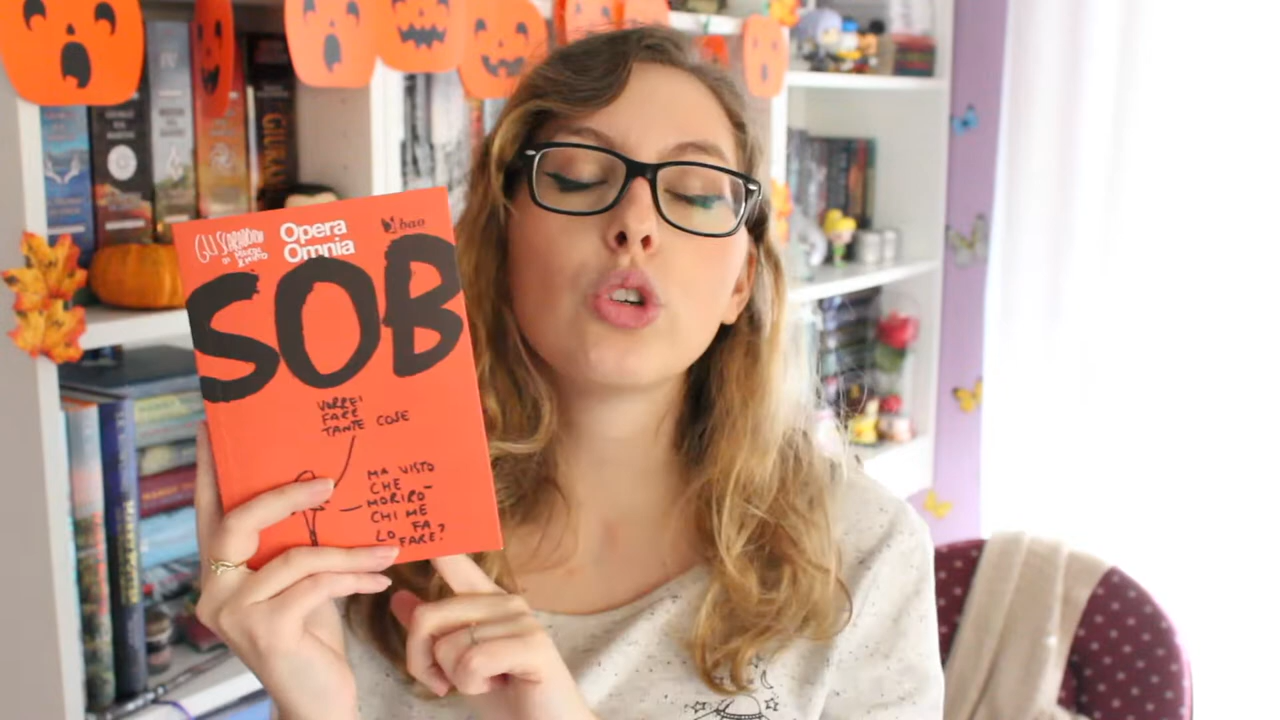 GLI SCARABOCCHI
DI MAICOL
& MIRCO
Opera
Omnia
bao
SOB
VORREI
FARE
TANTE COSE
MA VISTO
CHE
MORIRÒ
CHI ME
LO FA
FARE?